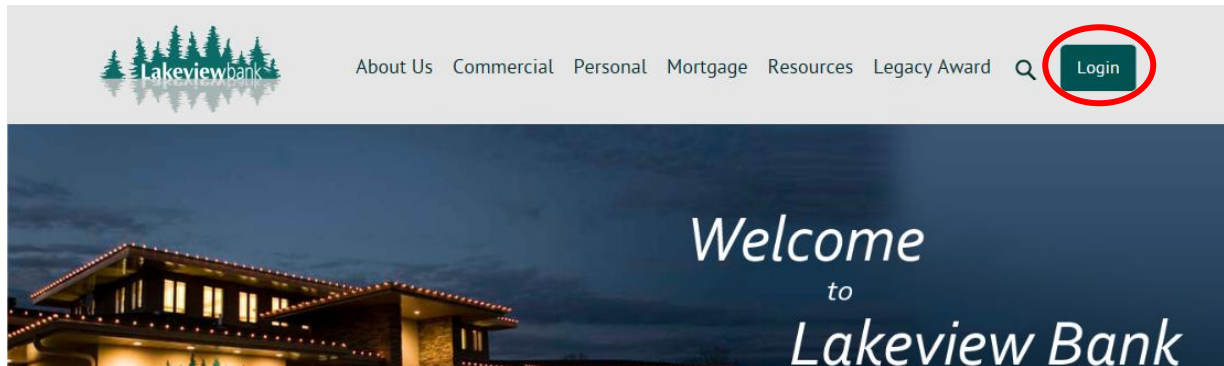 Lakeviewbank
About Us Commercial Personal Mortgage Resources Legacy Award Login
Welcome
to
Lakeview Bank